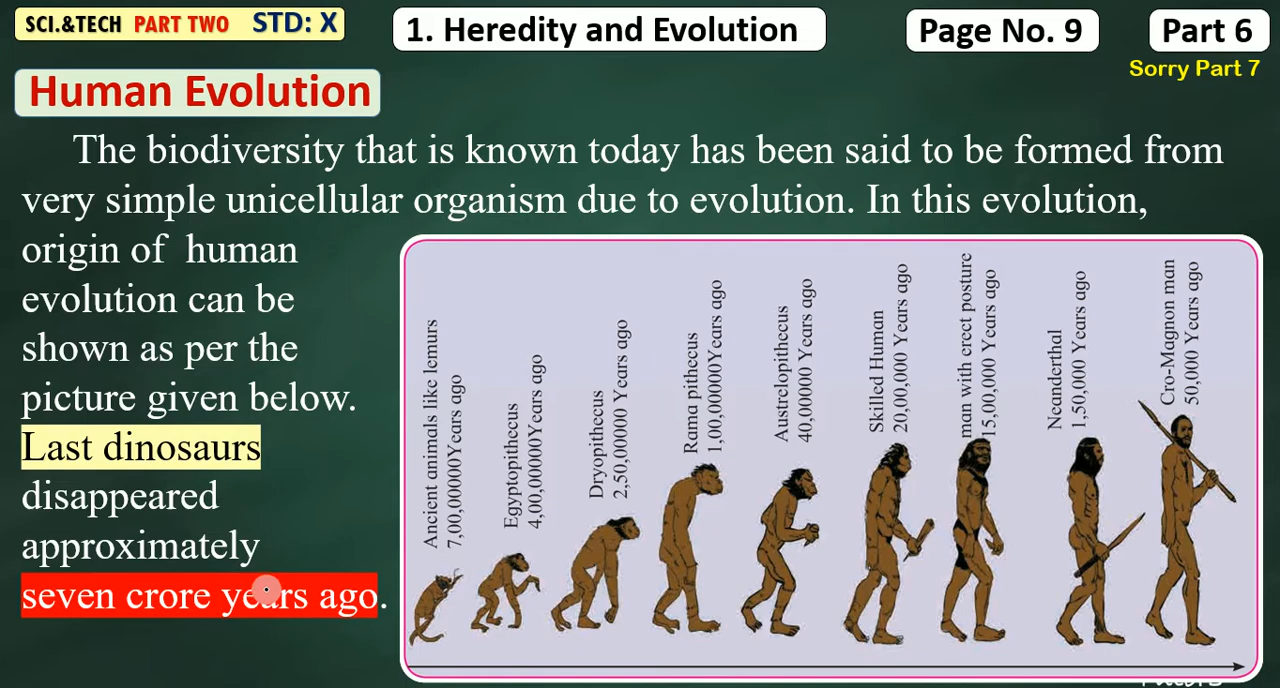 SCI.&TECH PART TWO STD: X
1. Heredity and Evolution
Page No. 9
Part 6
Sorry Part 7
Human Evolution
The biodiversity that is known today has been said to be formed from
very simple unicellular organism due to evolution. In this evolution,
origin of human
evolution can be
shown as per the
picture given below.
Last dinosaurs
disappeared
approximately
seven crore years ago.
Ancient animals like lemurs
7,00,00000Years ago
Egyptopithecus
4,00,00000Years ago
Dryopithecus
2,50,00000 Years ago
Rama pithecus
1,00,00000Years ago
Austrelopithecus
40,00000 Years ago
Skilled Human
20,00,000 Years ago
man with erect posture
15,00,000 Years ago
Neanderthal
1,50,000 Years ago
Cro-Magnon man
50,000 Years ago